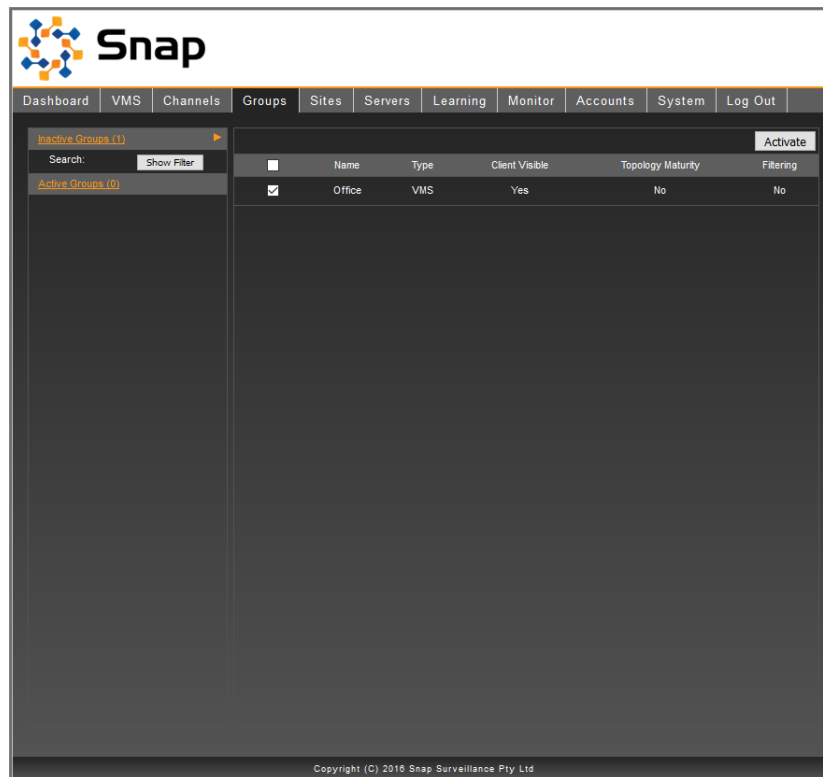 Snap
Dashboard VMS Channels Groups Sites Servers Learning Monitor Accounts System Log Out
Inactive Groups (1)
Search: Show Filter
Active Groups (0)
Activate
Name Type Client Visible Topology Maturity Filtering
Office VMS Yes No No
Copyright (C) 2016 Snap Surveillance Pty Ltd